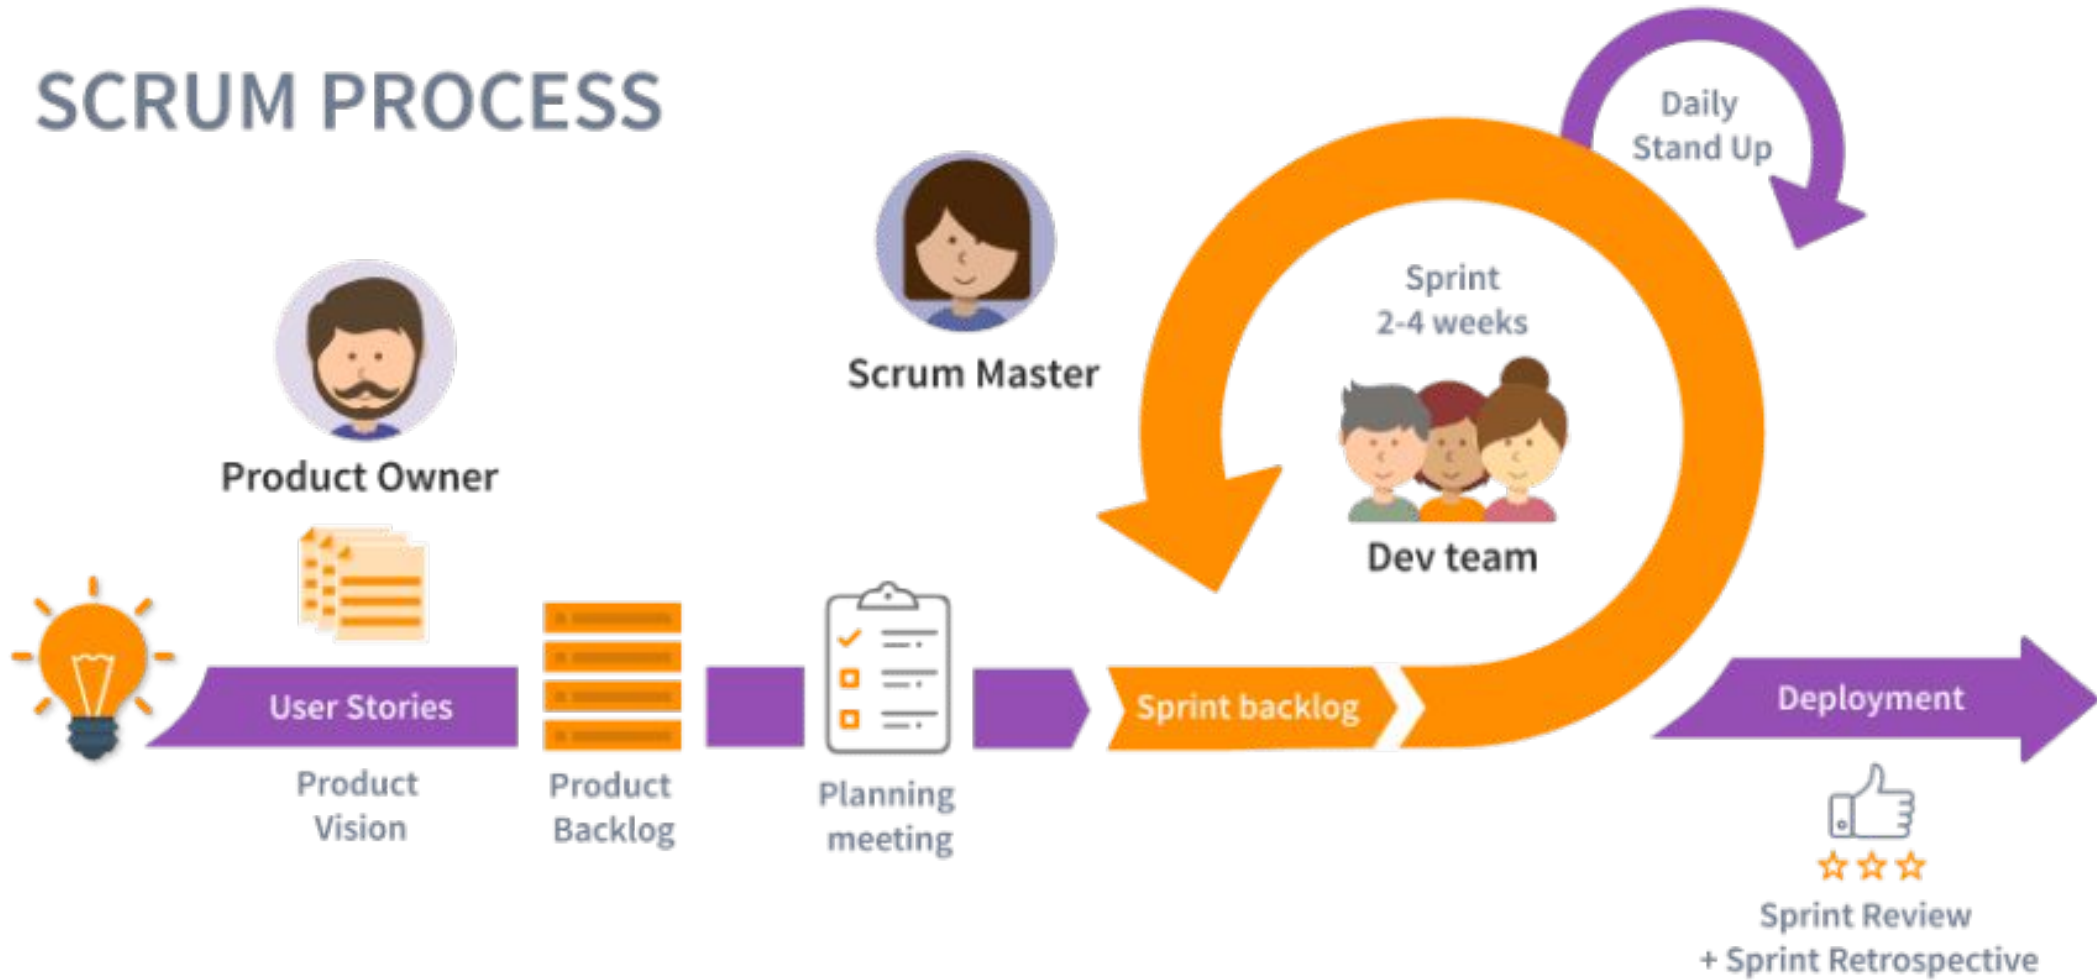 SCRUM PROCESS
Daily
Stand Up
Sprint
2-4 weeks
Scrum Master
Product Owner
Dev team
User Stories
Sprint backlog
Deployment
Product
Vision
Product
Backlog
Planning
meeting
Sprint Review
+ Sprint Retrospective